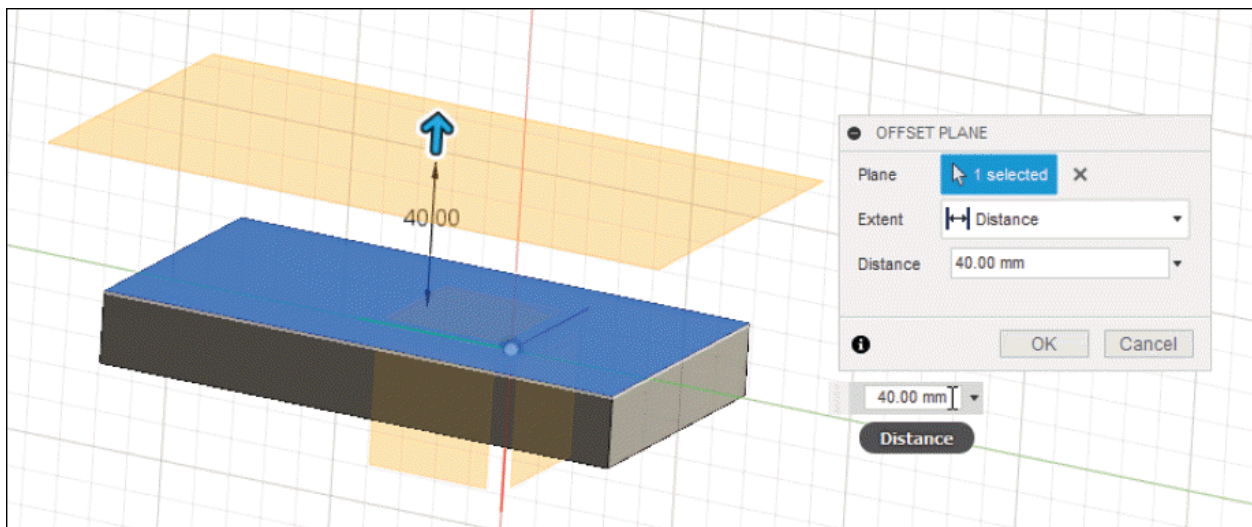 OFFSET PLANE
Plane 1 selected
Extent Distance
Distance 40.00 mm
OK Cancel
40.00
40.00 mm
Distance